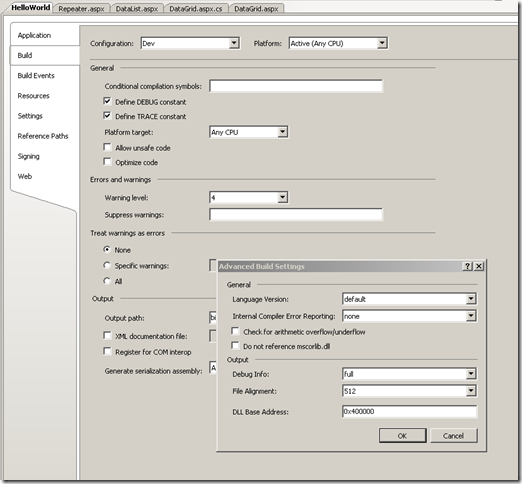 HelloWorld Repeater.aspx DataList.aspx DataGrid.aspx.cs DataGrid.aspx
Application
Build
Build Events
Resources
Settings
Reference Paths
Signing
Web
Configuration: Dev Platform: Active (Any CPU)
General
Conditional compilation symbols:
Define DEBUG constant
Define TRACE constant
Platform target: Any CPU
Allow unsafe code
Optimize code
Errors and warnings
Warning level: 4
Suppress warnings:
Treat warnings as errors
None
Specific warnings:
All
Output
Output path:
XML documentation file:
Register for COM interop
Generate serialization assembly: A
Advanced Build Settings
General
Language Version: default
Internal Compiler Error Reporting: none
Check for arithmetic overflow/underflow
Do not reference mscorlib.dll
Output
Debug Info: full
File Alignment: 512
DLL Base Address: 0x400000
OK Cancel